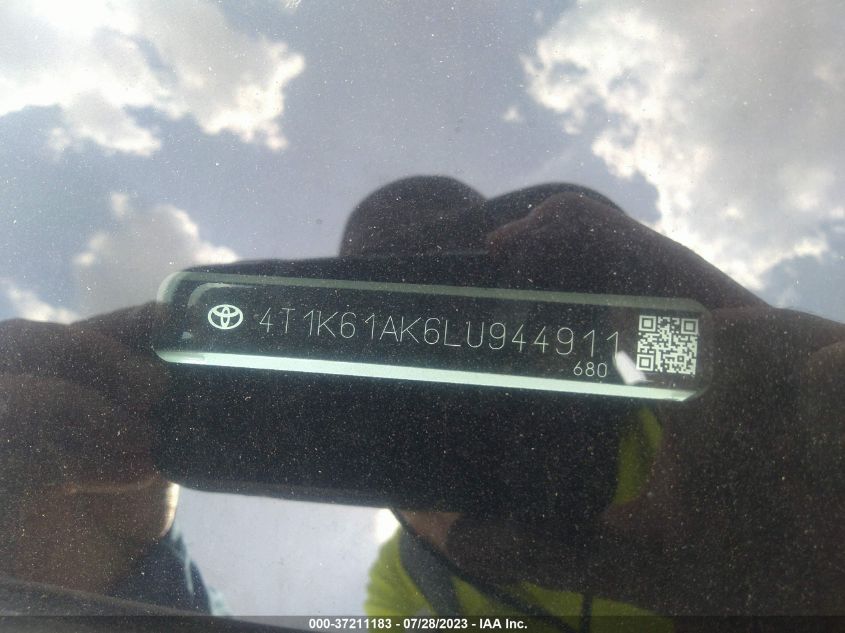 4T1K61AK6LU944911
680
000-37211183 - 07/28/2023 - IAA Inc.